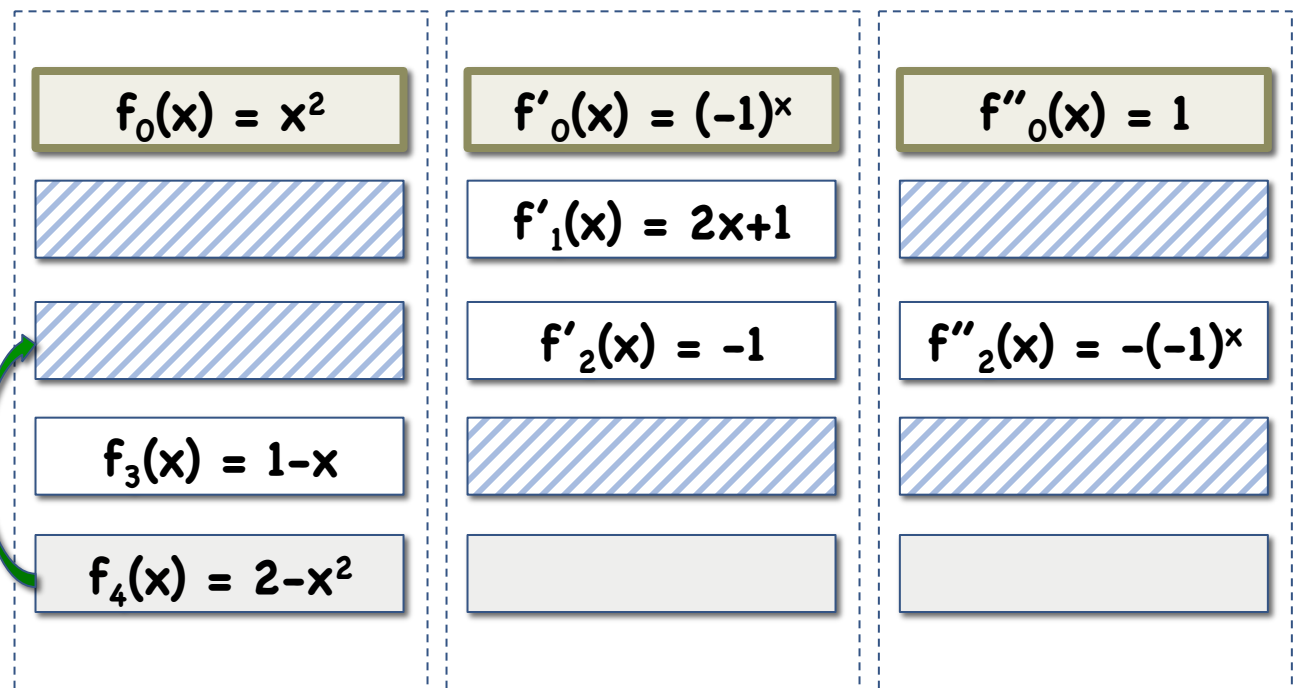 f₀(x) = x²
f′₀(x) = (-1)ˣ
f″₀(x) = 1
f′₁(x) = 2x+1
f′₂(x) = -1
f″₂(x) = -(-1)ˣ
f₃(x) = 1-x
f₄(x) = 2-x²